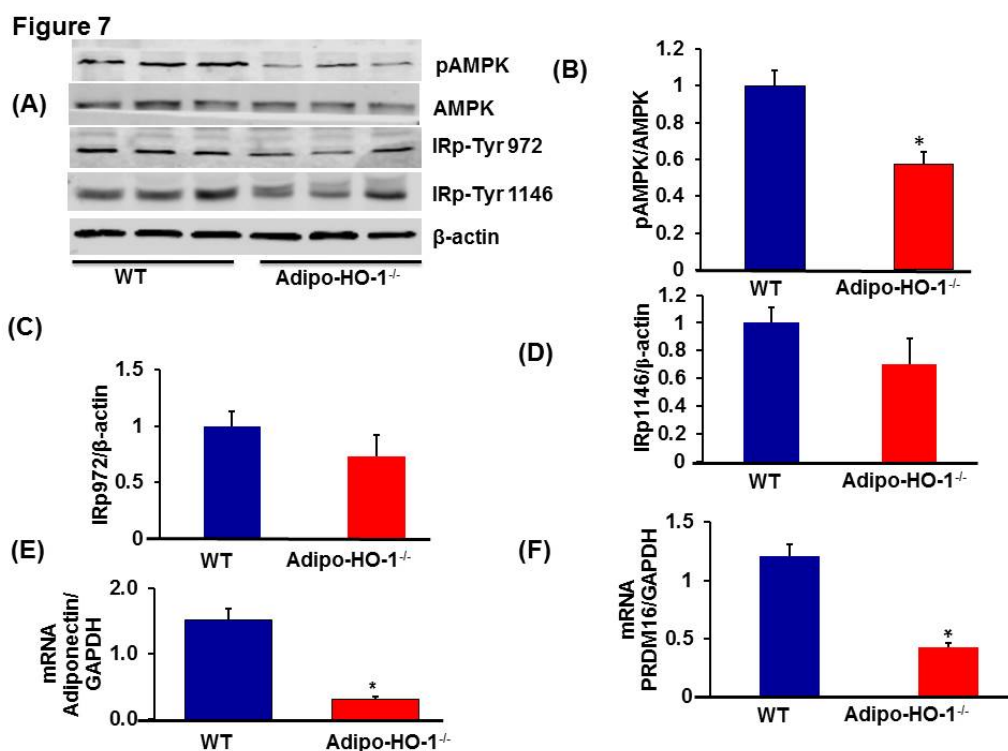 Figure 7
(A)
pAMPK
AMPK
IRp-Tyr 972
IRp-Tyr 1146
β-actin
WT
Adipo-HO-1-/-
(B)
pAMPK/AMPK
1.2
1
0.8
0.6
0.4
0.2
0
*
WT
Adipo-HO-1-/-
(C)
IRp972/β-actin
1.5
1
0.5
0
WT
Adipo-HO-1-/-
(D)
IRp1146/β-actin
1.2
1
0.8
0.6
0.4
0.2
0
WT
Adipo-HO-1-/-
(E)
mRNA
Adiponectin/
GAPDH
2.0
1.0
0.0
*
WT
Adipo-HO-1-/-
(F)
mRNA
PRDM16/GAPDH
1.5
1
0.5
0
*
WT
Adipo-HO-1-/-